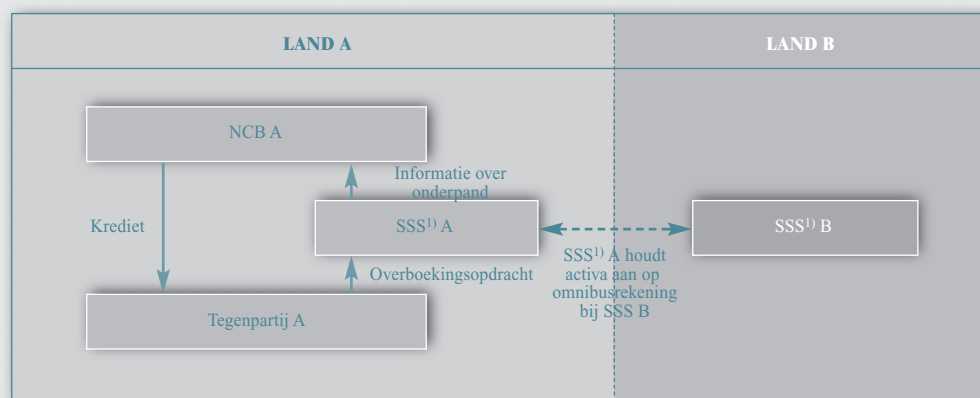 LAND A
LAND B
NCB A
Informatie over
onderpand
Krediet
SSS¹⁾ A
SSS¹⁾ B
Overboekingsopdracht
SSS¹⁾ A houdt
activa aan op
omnibusrekening
bij SSS B
Tegenpartij A